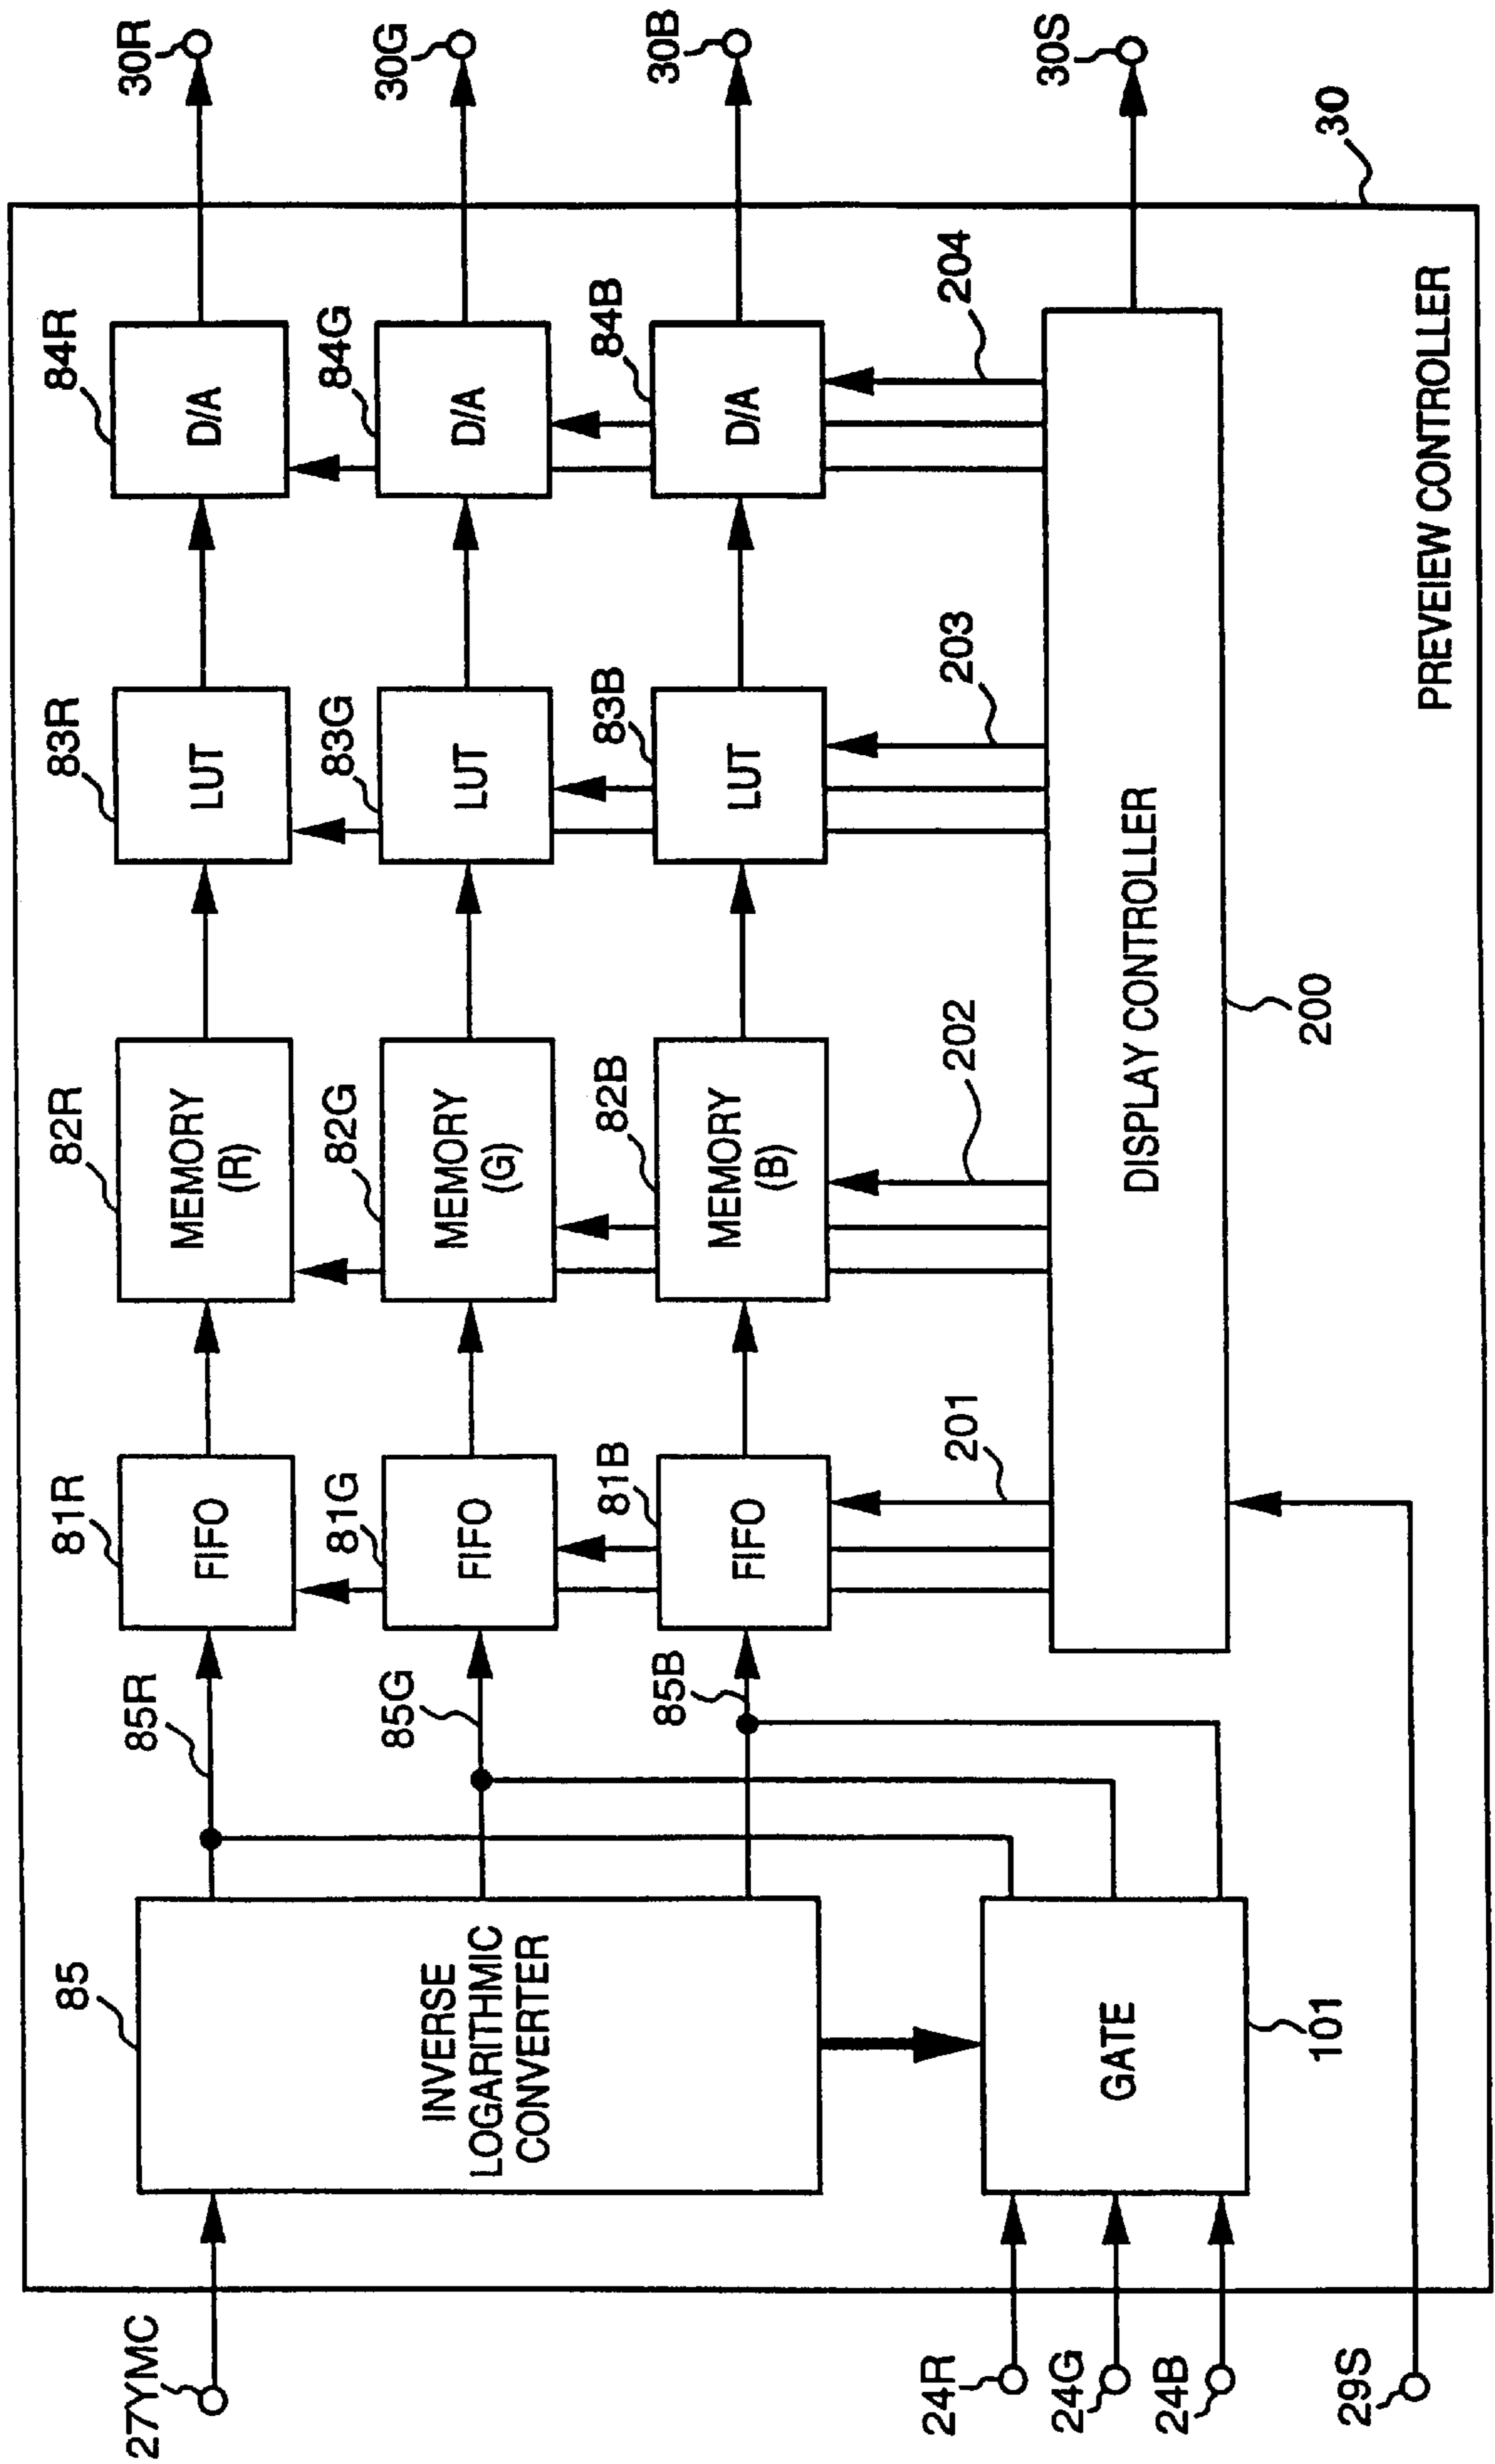 27YMC
24R
24G
24B
29S
85
INVERSE
LOGARITHMIC
CONVERTER
GATE
101
85R
85G
85B
81R
FIFO
81G
FIFO
81B
FIFO
201
82R
MEMORY
(R)
82G
MEMORY
(G)
82B
MEMORY
(B)
202
83R
LUT
83G
LUT
83B
LUT
203
84R
D/A
84G
D/A
84B
D/A
204
DISPLAY CONTROLLER
200
PREVEIEW CONTROLLER
30
30R
30G
30B
30S